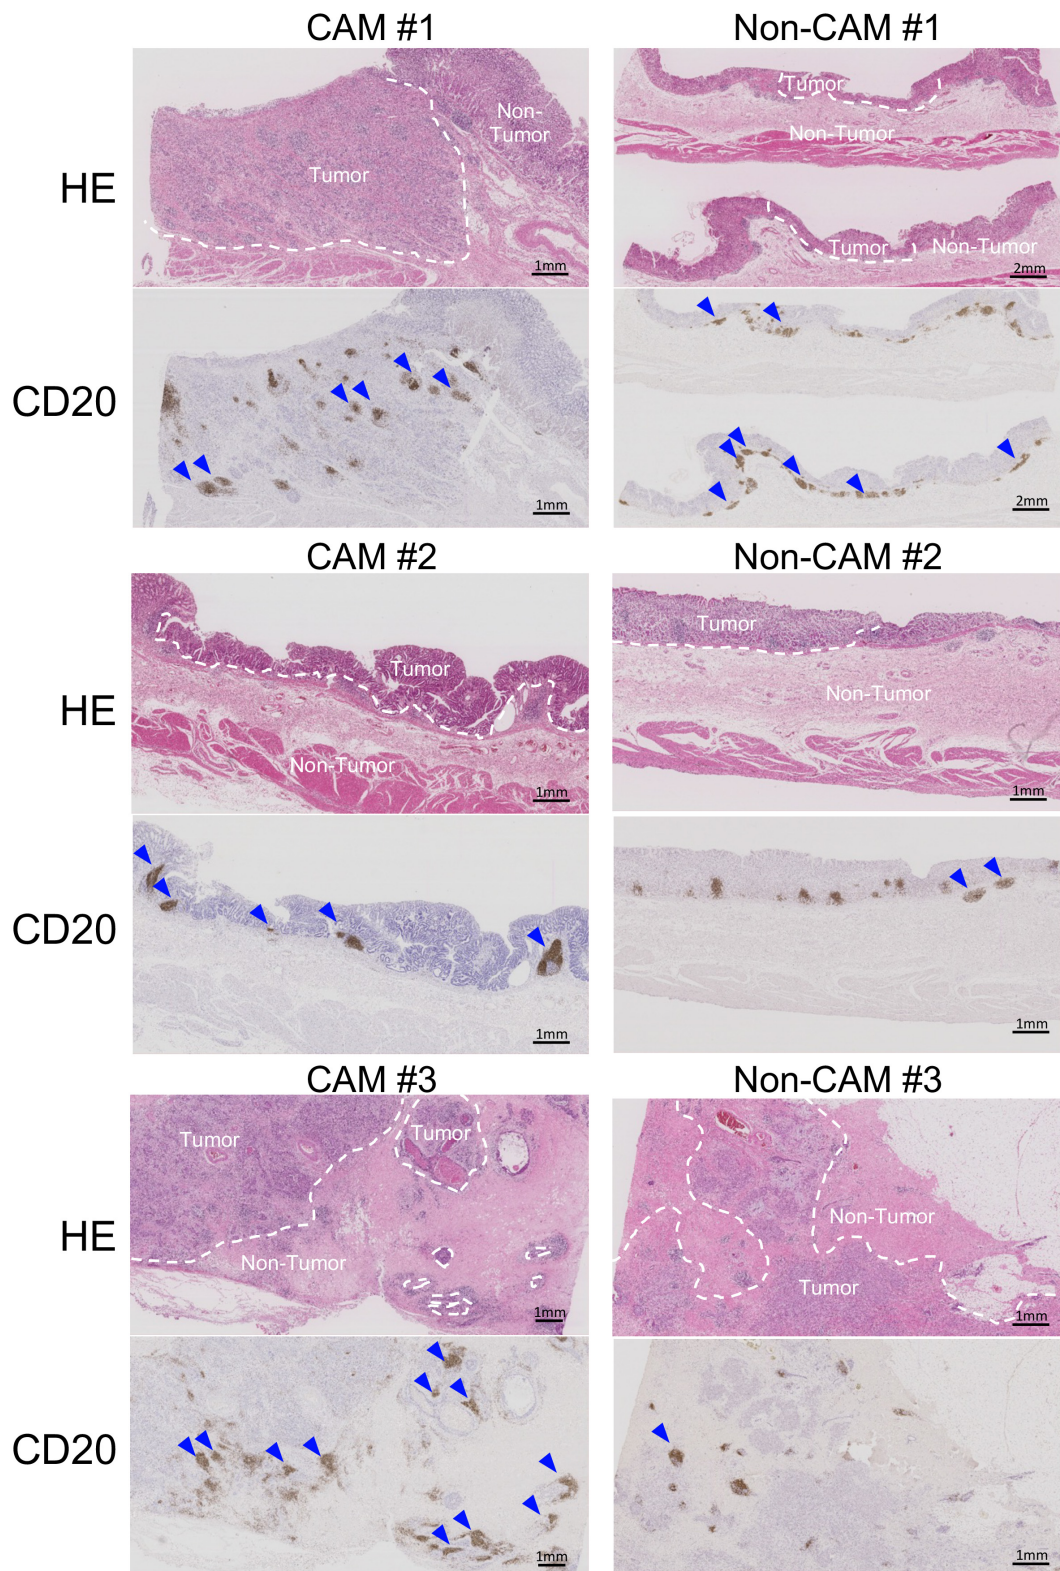 CAM #1
Non-CAM #1
HE
Tumor
Non-
Tumor
1mm
Tumor
Non-Tumor
Tumor
Non-Tumor
2mm
CD20
1mm
2mm
CAM #2
Non-CAM #2
HE
Tumor
Non-Tumor
1mm
Tumor
Non-Tumor
1mm
CD20
1mm
1mm
CAM #3
Non-CAM #3
HE
Tumor
Tumor
Non-Tumor
1mm
Non-Tumor
Tumor
1mm
CD20
1mm
1mm